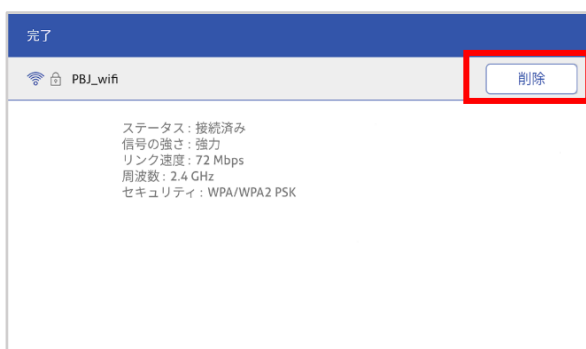 完了
PBJ_wifi
削除
ステータス : 接続済み
信号の強さ : 強力
リンク速度 : 72 Mbps
周波数 : 2.4 GHz
セキュリティ : WPA/WPA2 PSK